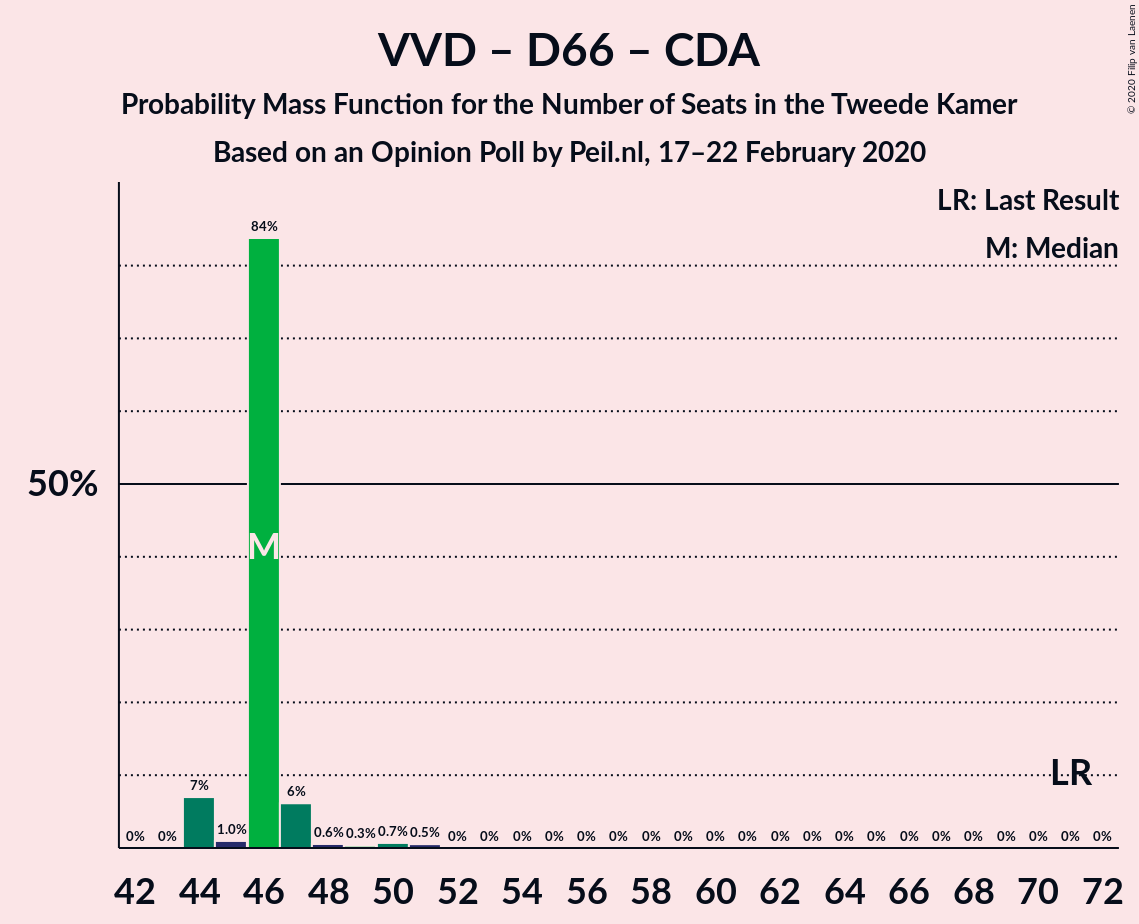 VVD – D66 – CDA
Probability Mass Function for the Number of Seats in the Tweede Kamer
Based on an Opinion Poll by Peil.nl, 17–22 February 2020
© 2020 Filip van Laenen
LR: Last Result
M: Median
50%
0% 0% 7% 1.0% 84% 6% 0.6% 0.3% 0.7% 0.5% 0% 0% 0% 0% 0% 0% 0% 0% 0% 0% 0% 0% 0% 0% 0% 0% 0% 0% 0% 0% 0%
M
LR
42 44 46 48 50 52 54 56 58 60 62 64 66 68 70 72